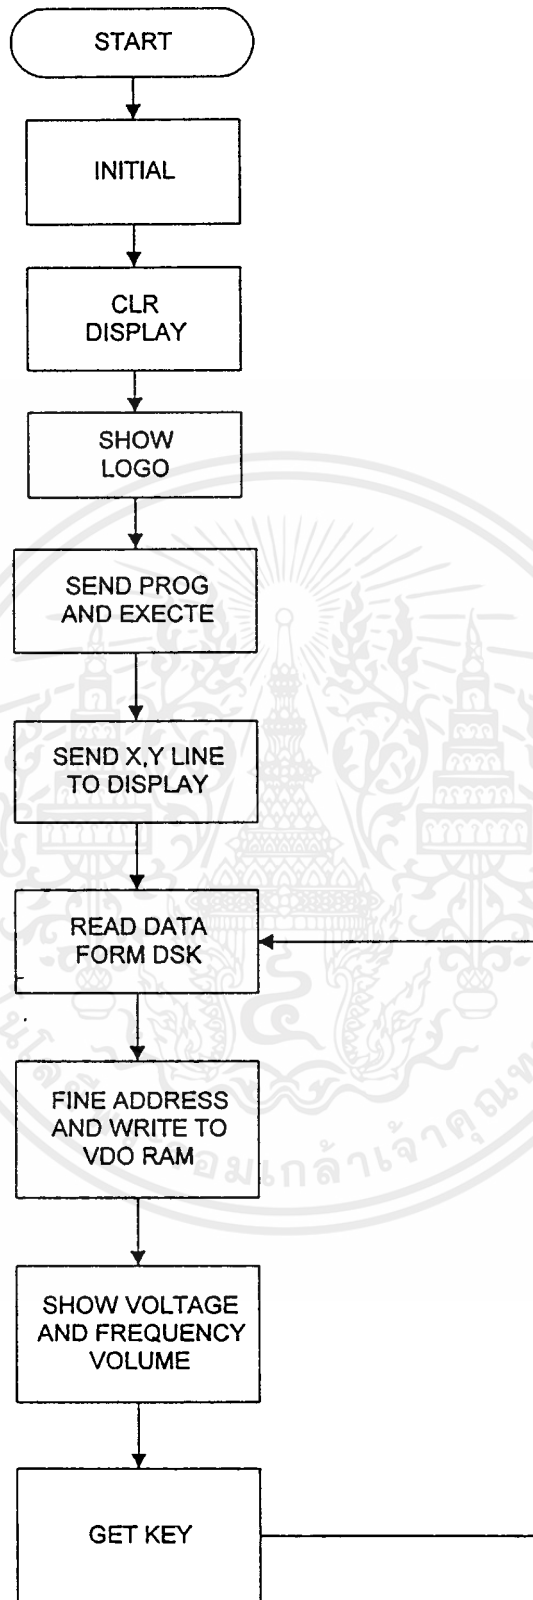 START
INITIAL
CLR
DISPLAY
SHOW
LOGO
SEND PROG
AND EXECTE
SEND X,Y LINE
TO DISPLAY
READ DATA
FORM DSK
FINE ADDRESS
AND WRITE TO
VDO RAM
SHOW VOLTAGE
AND FREQUENCY
VOLUME
GET KEY